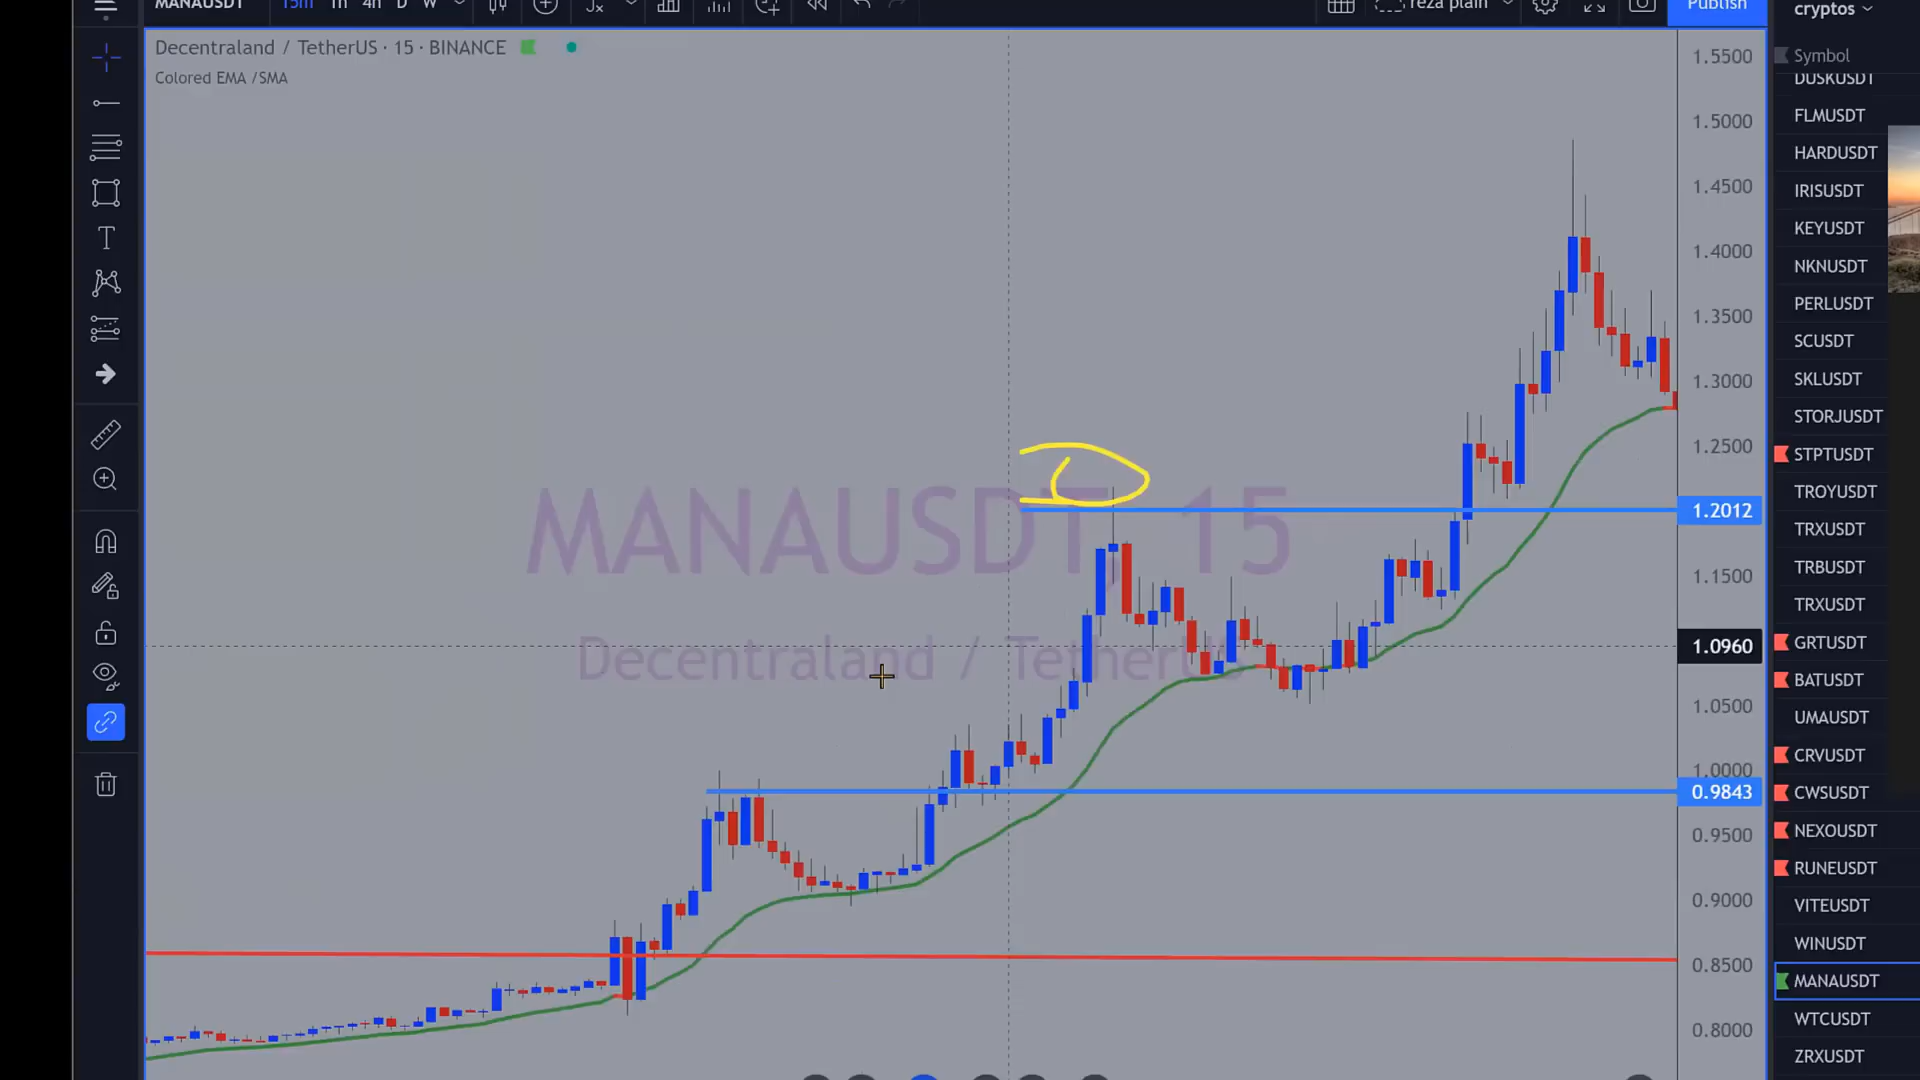 MANAUSDT 15m 1h 4h D W reza plain Publish
cryptos
Decentraland / TetherUS · 15 · BINANCE
Colored EMA /SMA
MANAUSDT, 15
Decentraland / TetherUS
1.5500
1.5000
1.4500
1.4000
1.3500
1.3000
1.2500
1.2012
1.1500
1.0960
1.0500
1.0000
0.9843
0.9500
0.9000
0.8500
0.8000
Symbol
DUSKUSDT
FLMUSDT
HARDUSDT
IRISUSDT
KEYUSDT
NKNUSDT
PERLUSDT
SCUSDT
SKLUSDT
STORJUSDT
STPTUSDT
TROYUSDT
TRXUSDT
TRBUSDT
TRXUSDT
GRTUSDT
BATUSDT
UMAUSDT
CRVUSDT
CWSUSDT
NEXOUSDT
RUNEUSDT
VITEUSDT
WINUSDT
MANAUSDT
WTCUSDT
ZRXUSDT